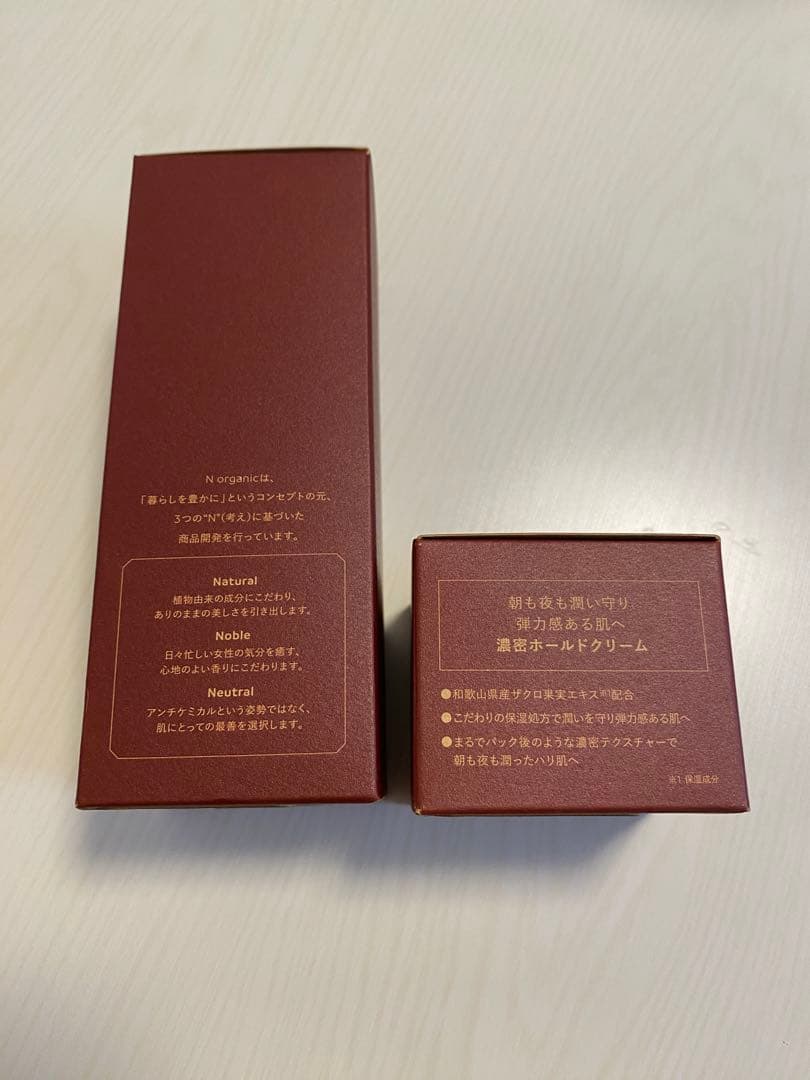 N organicは、
「暮らしを豊かに」というコンセプトの元、
3つの"N"(考え)に基づいた
商品開発を行っています。
Natural
植物由来の成分にこだわり、
ありのままの美しさを引き出します。
Noble
日々忙しい女性の気分を癒す、
心地のよい香りにこだわります。
Neutral
アンチケミカルという姿勢ではなく、
肌にとっての最善を選択します。
朝も夜も潤い守り
弾力感ある肌へ
濃密ホールドクリーム
●和歌山県産ザクロ果実エキス※1配合
●こだわりの保湿処方で潤いを守り弾力感ある肌へ
●まるでパック後のような濃密テクスチャーで
朝も夜も潤ったハリ肌へ
※1 保湿成分